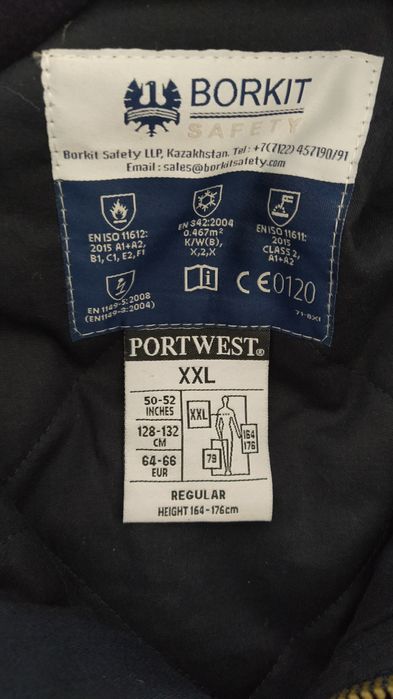 BORKIT
SAFETY
Borkit Safety LLP, Kazakhstan. Tel: +7(7122) 457190/91
Email : sales@borkitsafety.com
EN ISO 11612:
2015 A1+A2,
B1, C1, E2, F1
EN 342:2004
0.467m²
K/W(B),
X,2,X
EN ISO 11611:
2015
CLASS 2,
A1+A2
EN 1149-5:2008
(EN1149-3:2004)
i
CE0120
PORTWEST®
XXL
50-52
INCHES
128-132
CM
64-66
EUR
XXL
164
176
79
REGULAR
HEIGHT 164-176cm